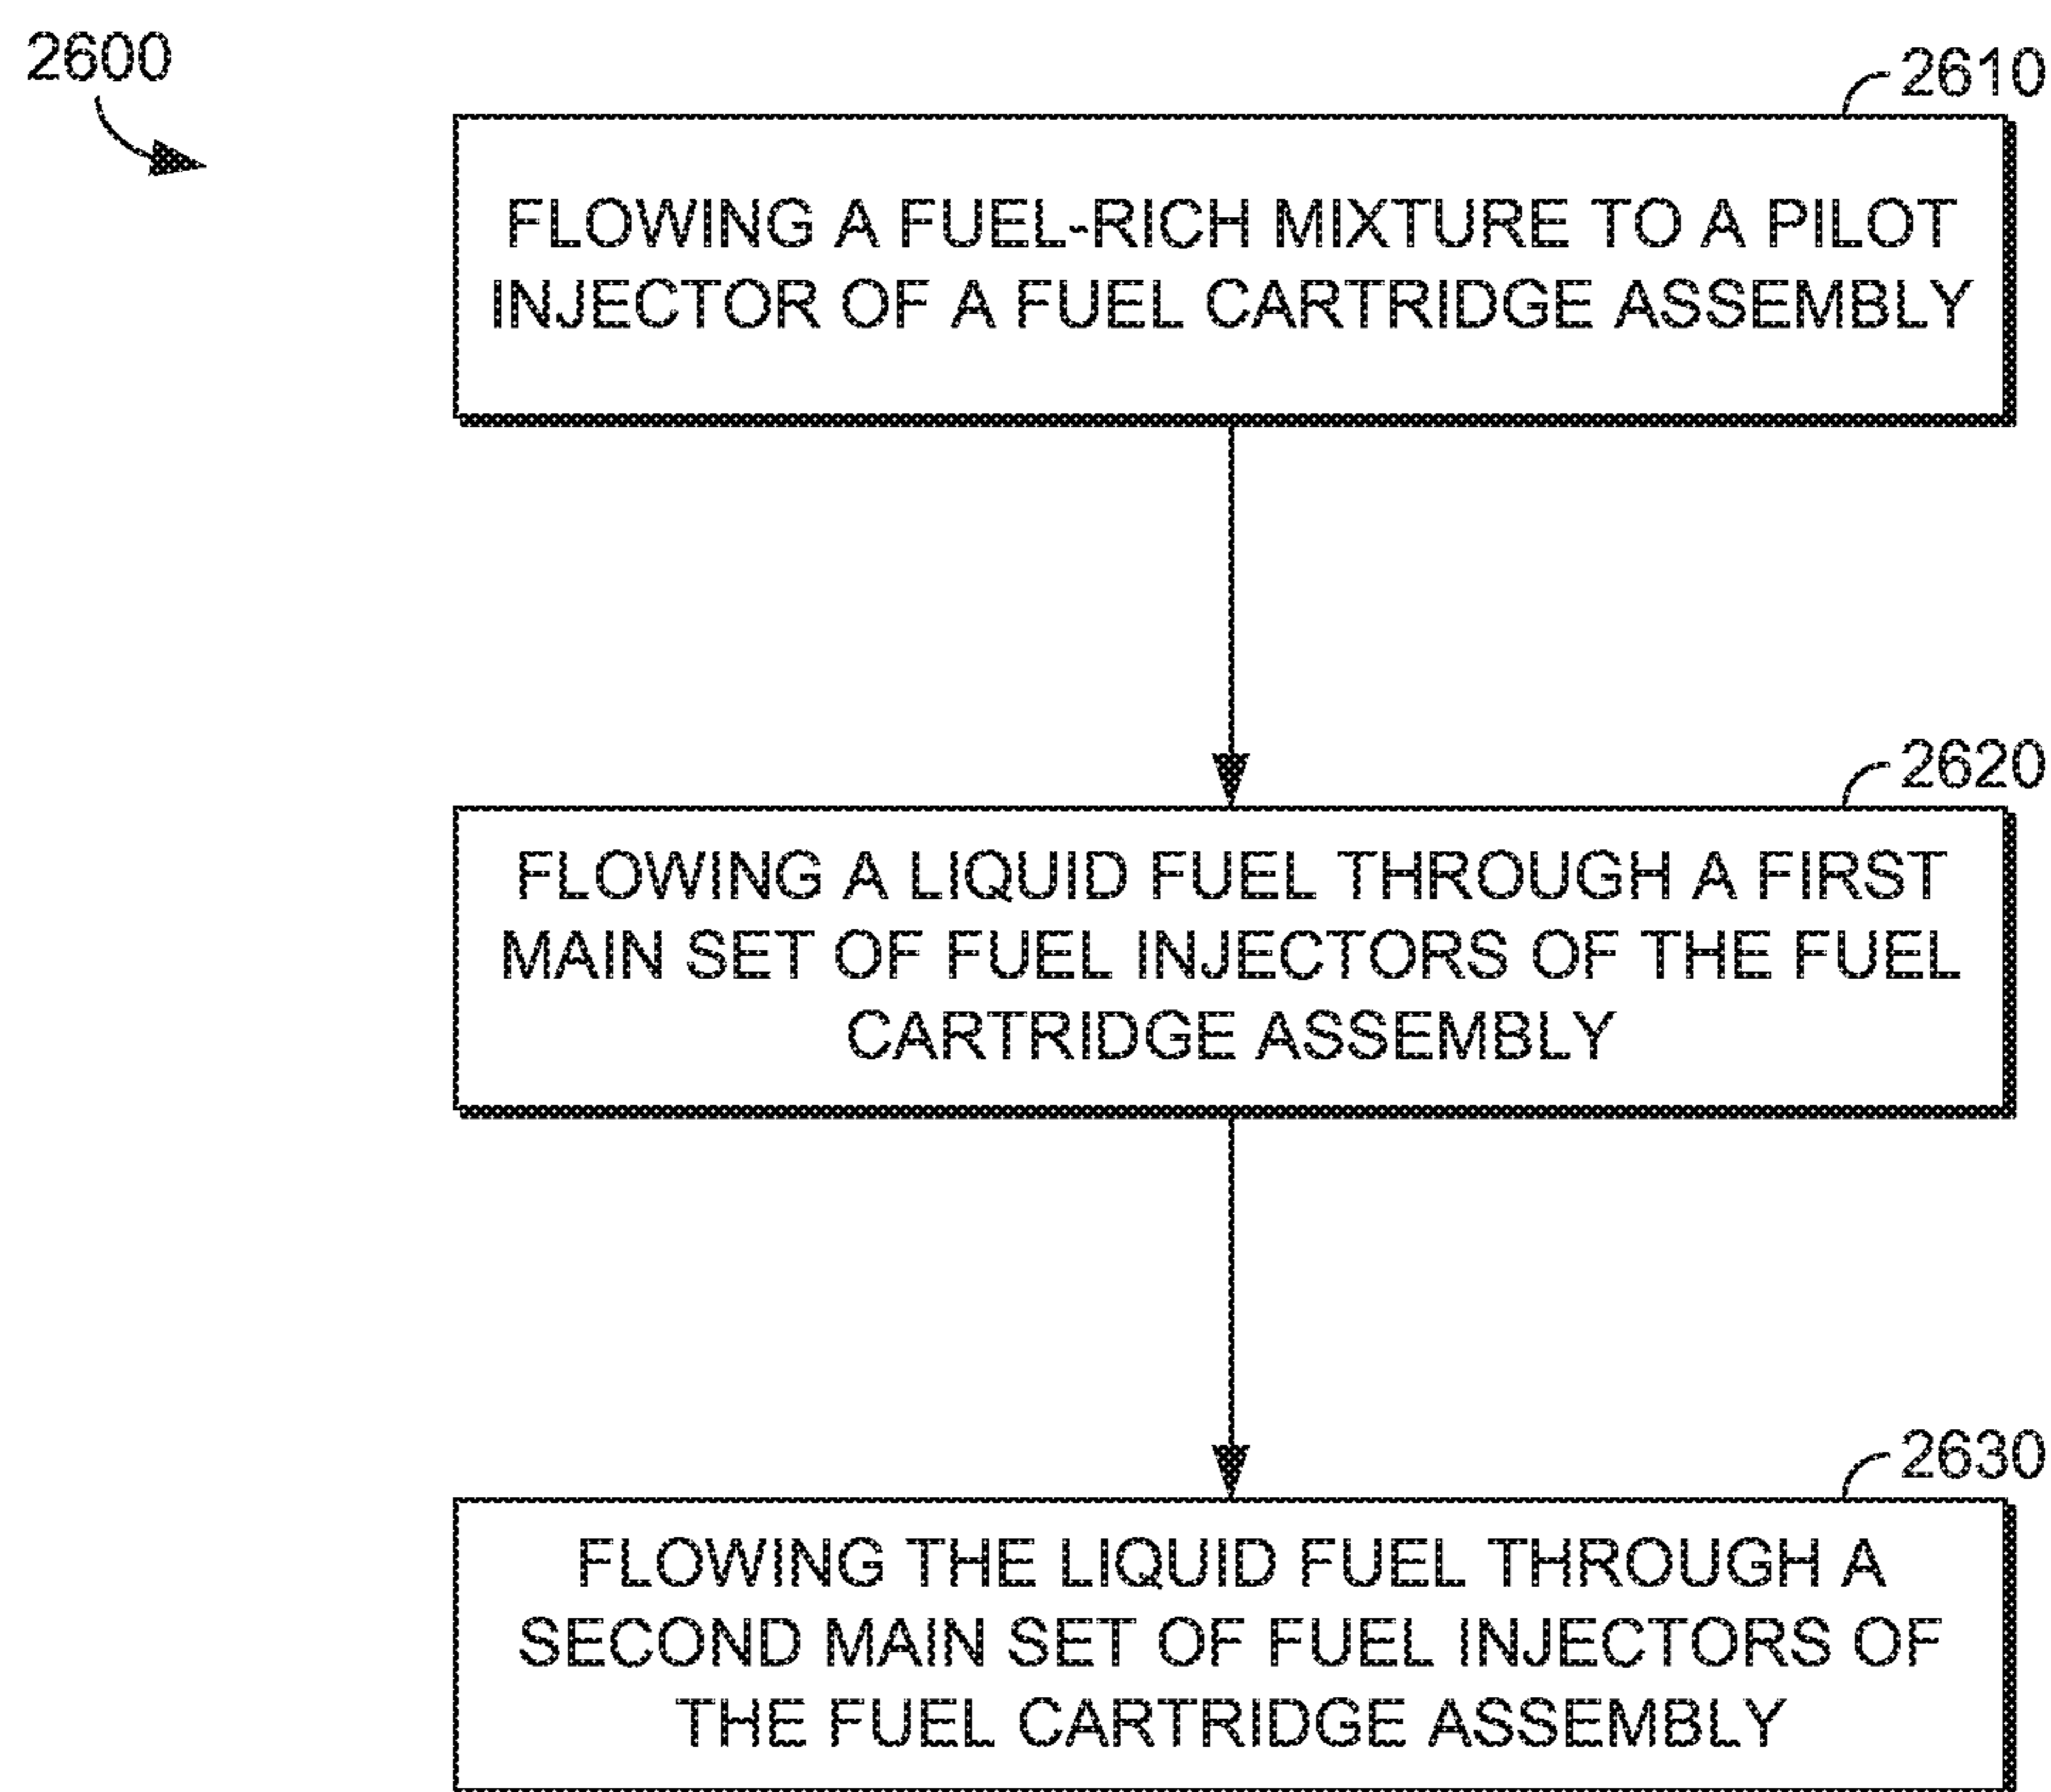 2600
2610
FLOWING A FUEL-RICH MIXTURE TO A PILOT
INJECTOR OF A FUEL CARTRIDGE ASSEMBLY
2620
FLOWING A LIQUID FUEL THROUGH A FIRST
MAIN SET OF FUEL INJECTORS OF THE FUEL
CARTRIDGE ASSEMBLY
2630
FLOWING THE LIQUID FUEL THROUGH A
SECOND MAIN SET OF FUEL INJECTORS OF
THE FUEL CARTRIDGE ASSEMBLY